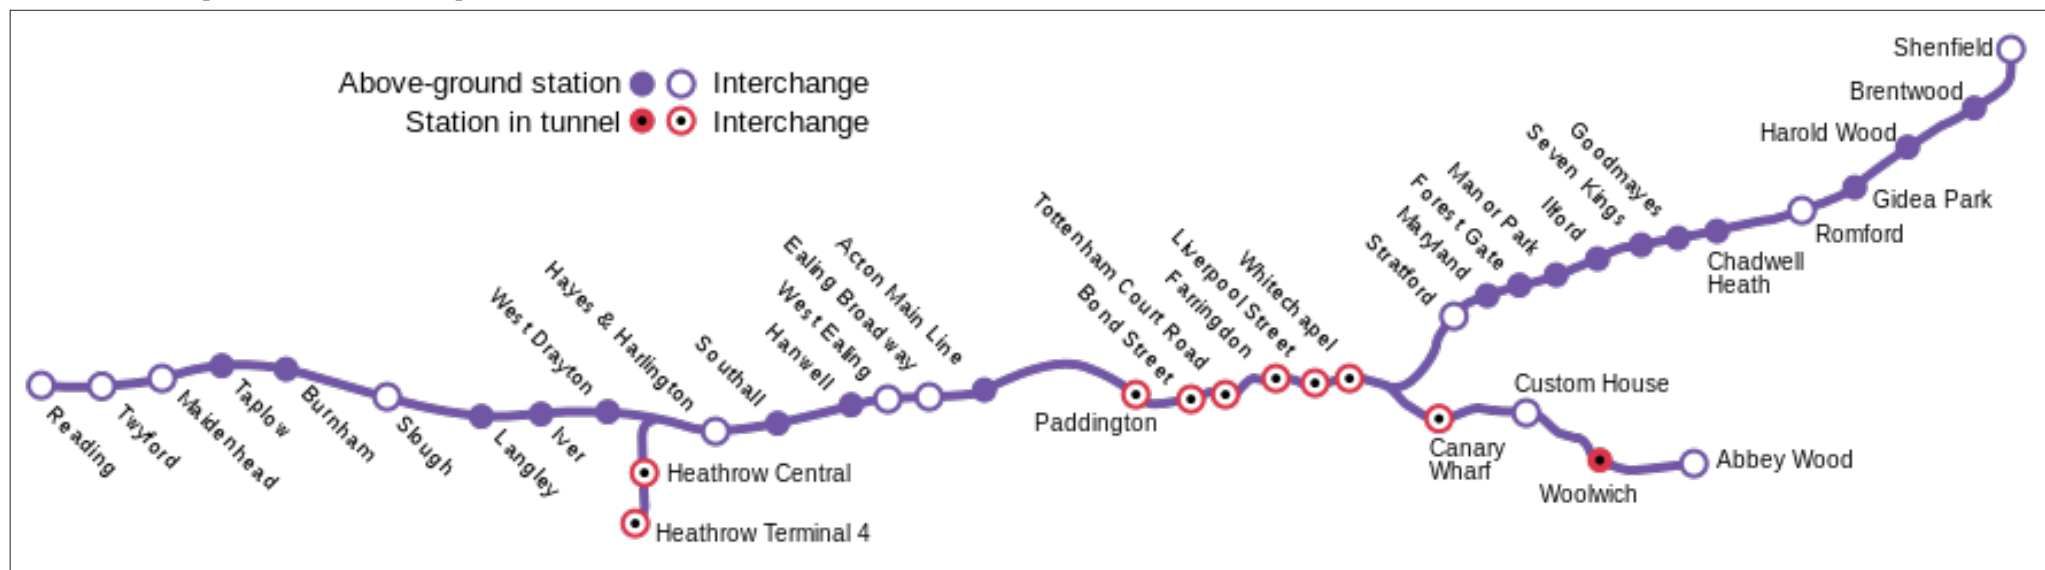 Above-ground station
Interchange
Station in tunnel
Interchange
Reading
Twyford
Maidenhead
Taplow
Burnham
Slough
Langley
Iver
West Drayton
Hayes & Harlington
Heathrow Central
Heathrow Terminal 4
Southall
Hanwell
West Ealing
Ealing Broadway
Acton Main Line
Paddington
Bond Street
Tottenham Court Road
Farringdon
Liverpool Street
Whitechapel
Stratford
Maryland
Forest Gate
Manor Park
Ilford
Seven Kings
Goodmayes
Chadwell
Heath
Romford
Gidea Park
Harold Wood
Brentwood
Shenfield
Canary
Wharf
Custom House
Woolwich
Abbey Wood